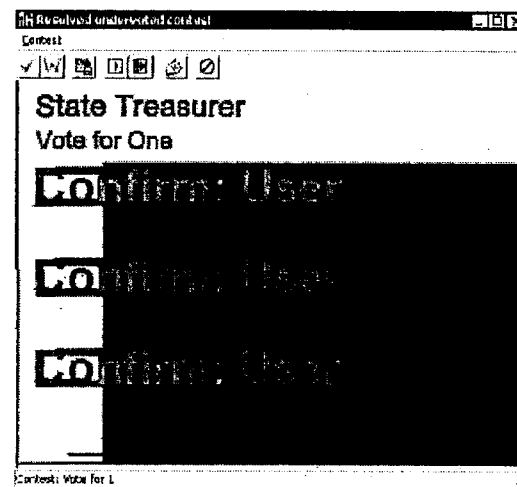 Resolved undervoted contest
Contest
State Treasurer
Vote for One
Confirm: User
Confirm: User
Confirm: User
Contest: Vote for 1